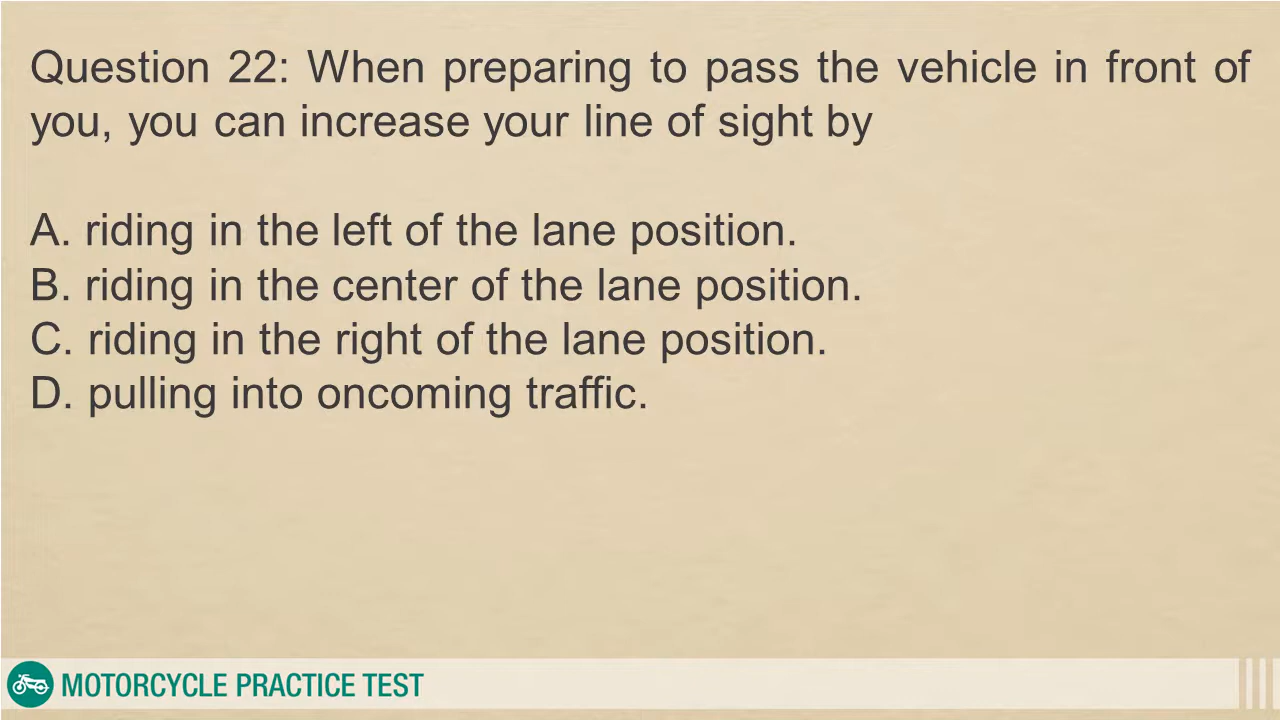 Question 22: When preparing to pass the vehicle in front of
you, you can increase your line of sight by
A. riding in the left of the lane position.
B. riding in the center of the lane position.
C. riding in the right of the lane position.
D. pulling into oncoming traffic.
MOTORCYCLE PRACTICE TEST